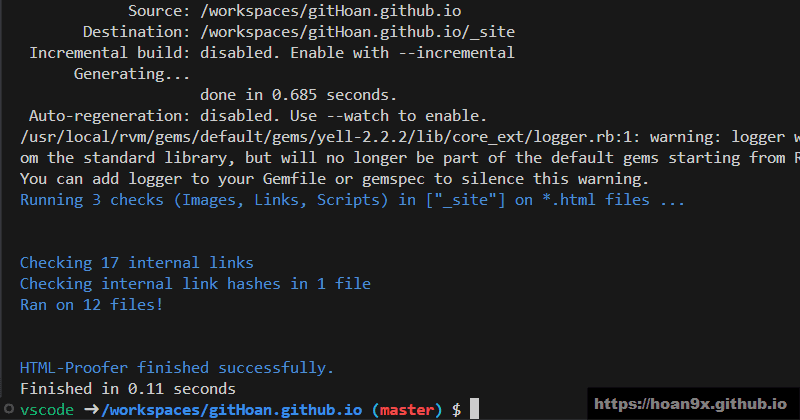 Source: /workspaces/gitHoan.github.io
Destination: /workspaces/gitHoan.github.io/_site
Incremental build: disabled. Enable with --incremental
Generating...
done in 0.685 seconds.
Auto-regeneration: disabled. Use --watch to enable.
/usr/local/rvm/gems/default/gems/yell-2.2.2/lib/core_ext/logger.rb:1: warning: logger w
om the standard library, but will no longer be part of the default gems starting from R
You can add logger to your Gemfile or gemspec to silence this warning.
Running 3 checks (Images, Links, Scripts) in ["_site"] on *.html files ...
Checking 17 internal links
Checking internal link hashes in 1 file
Ran on 12 files!
HTML-Proofer finished successfully.
Finished in 0.11 seconds
vscode ➜/workspaces/gitHoan.github.io (master) $
https://hoan9x.github.io